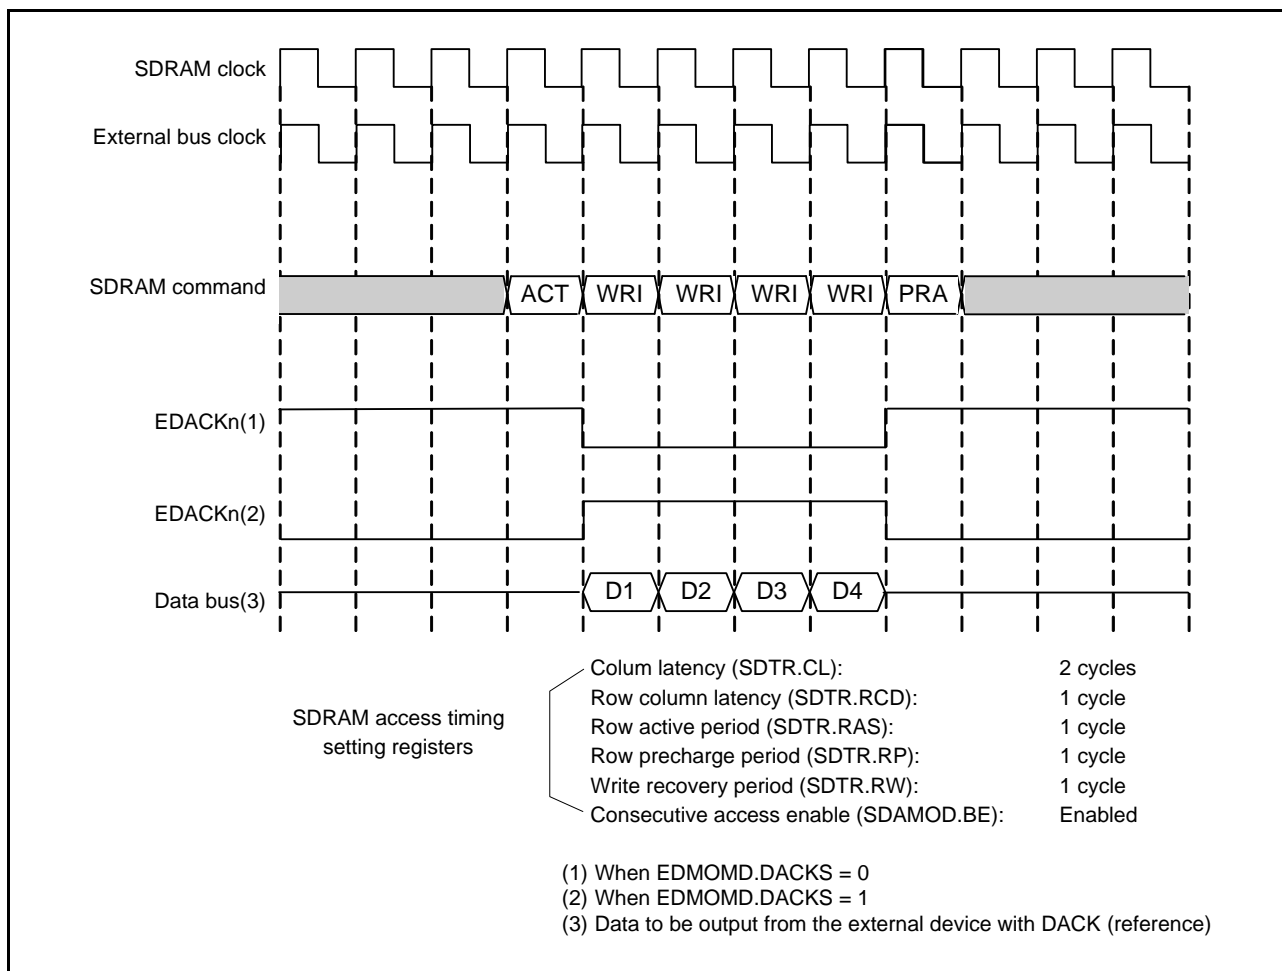 SDRAM clock
External bus clock
SDRAM command ACT WRI WRI WRI WRI PRA
EDACKn(1)
EDACKn(2)
Data bus(3) D1 D2 D3 D4
SDRAM access timing
setting registers
Colum latency (SDTR.CL): 2 cycles
Row column latency (SDTR.RCD): 1 cycle
Row active period (SDTR.RAS): 1 cycle
Row precharge period (SDTR.RP): 1 cycle
Write recovery period (SDTR.RW): 1 cycle
Consecutive access enable (SDAMOD.BE): Enabled
(1) When EDMOMD.DACKS = 0
(2) When EDMOMD.DACKS = 1
(3) Data to be output from the external device with DACK (reference)